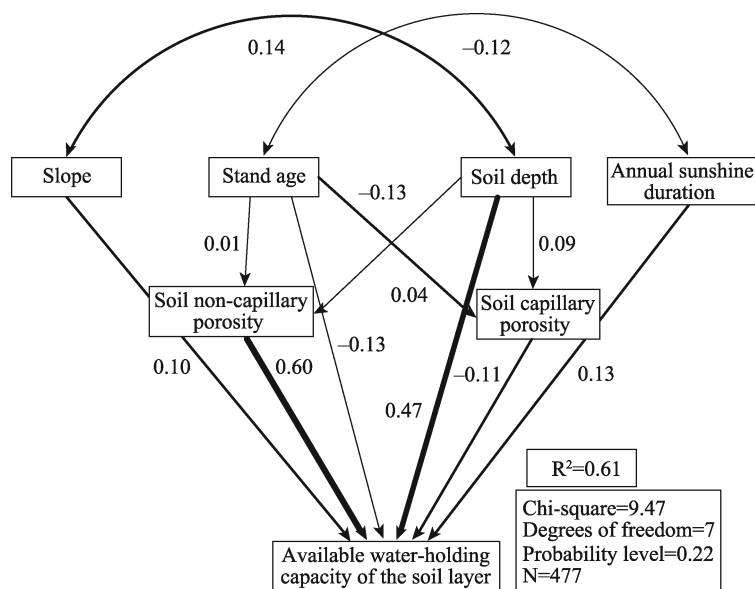 0.14
–0.12
Slope
Stand age
Soil depth
Annual sunshine
duration
–0.13
0.01
0.09
Soil non-capillary
porosity
0.04
Soil capillary
porosity
0.10
0.60
–0.13
0.47
–0.11
0.13
R²=0.61
Chi-square=9.47
Degrees of freedom=7
Probability level=0.22
N=477
Available water-holding
capacity of the soil layer